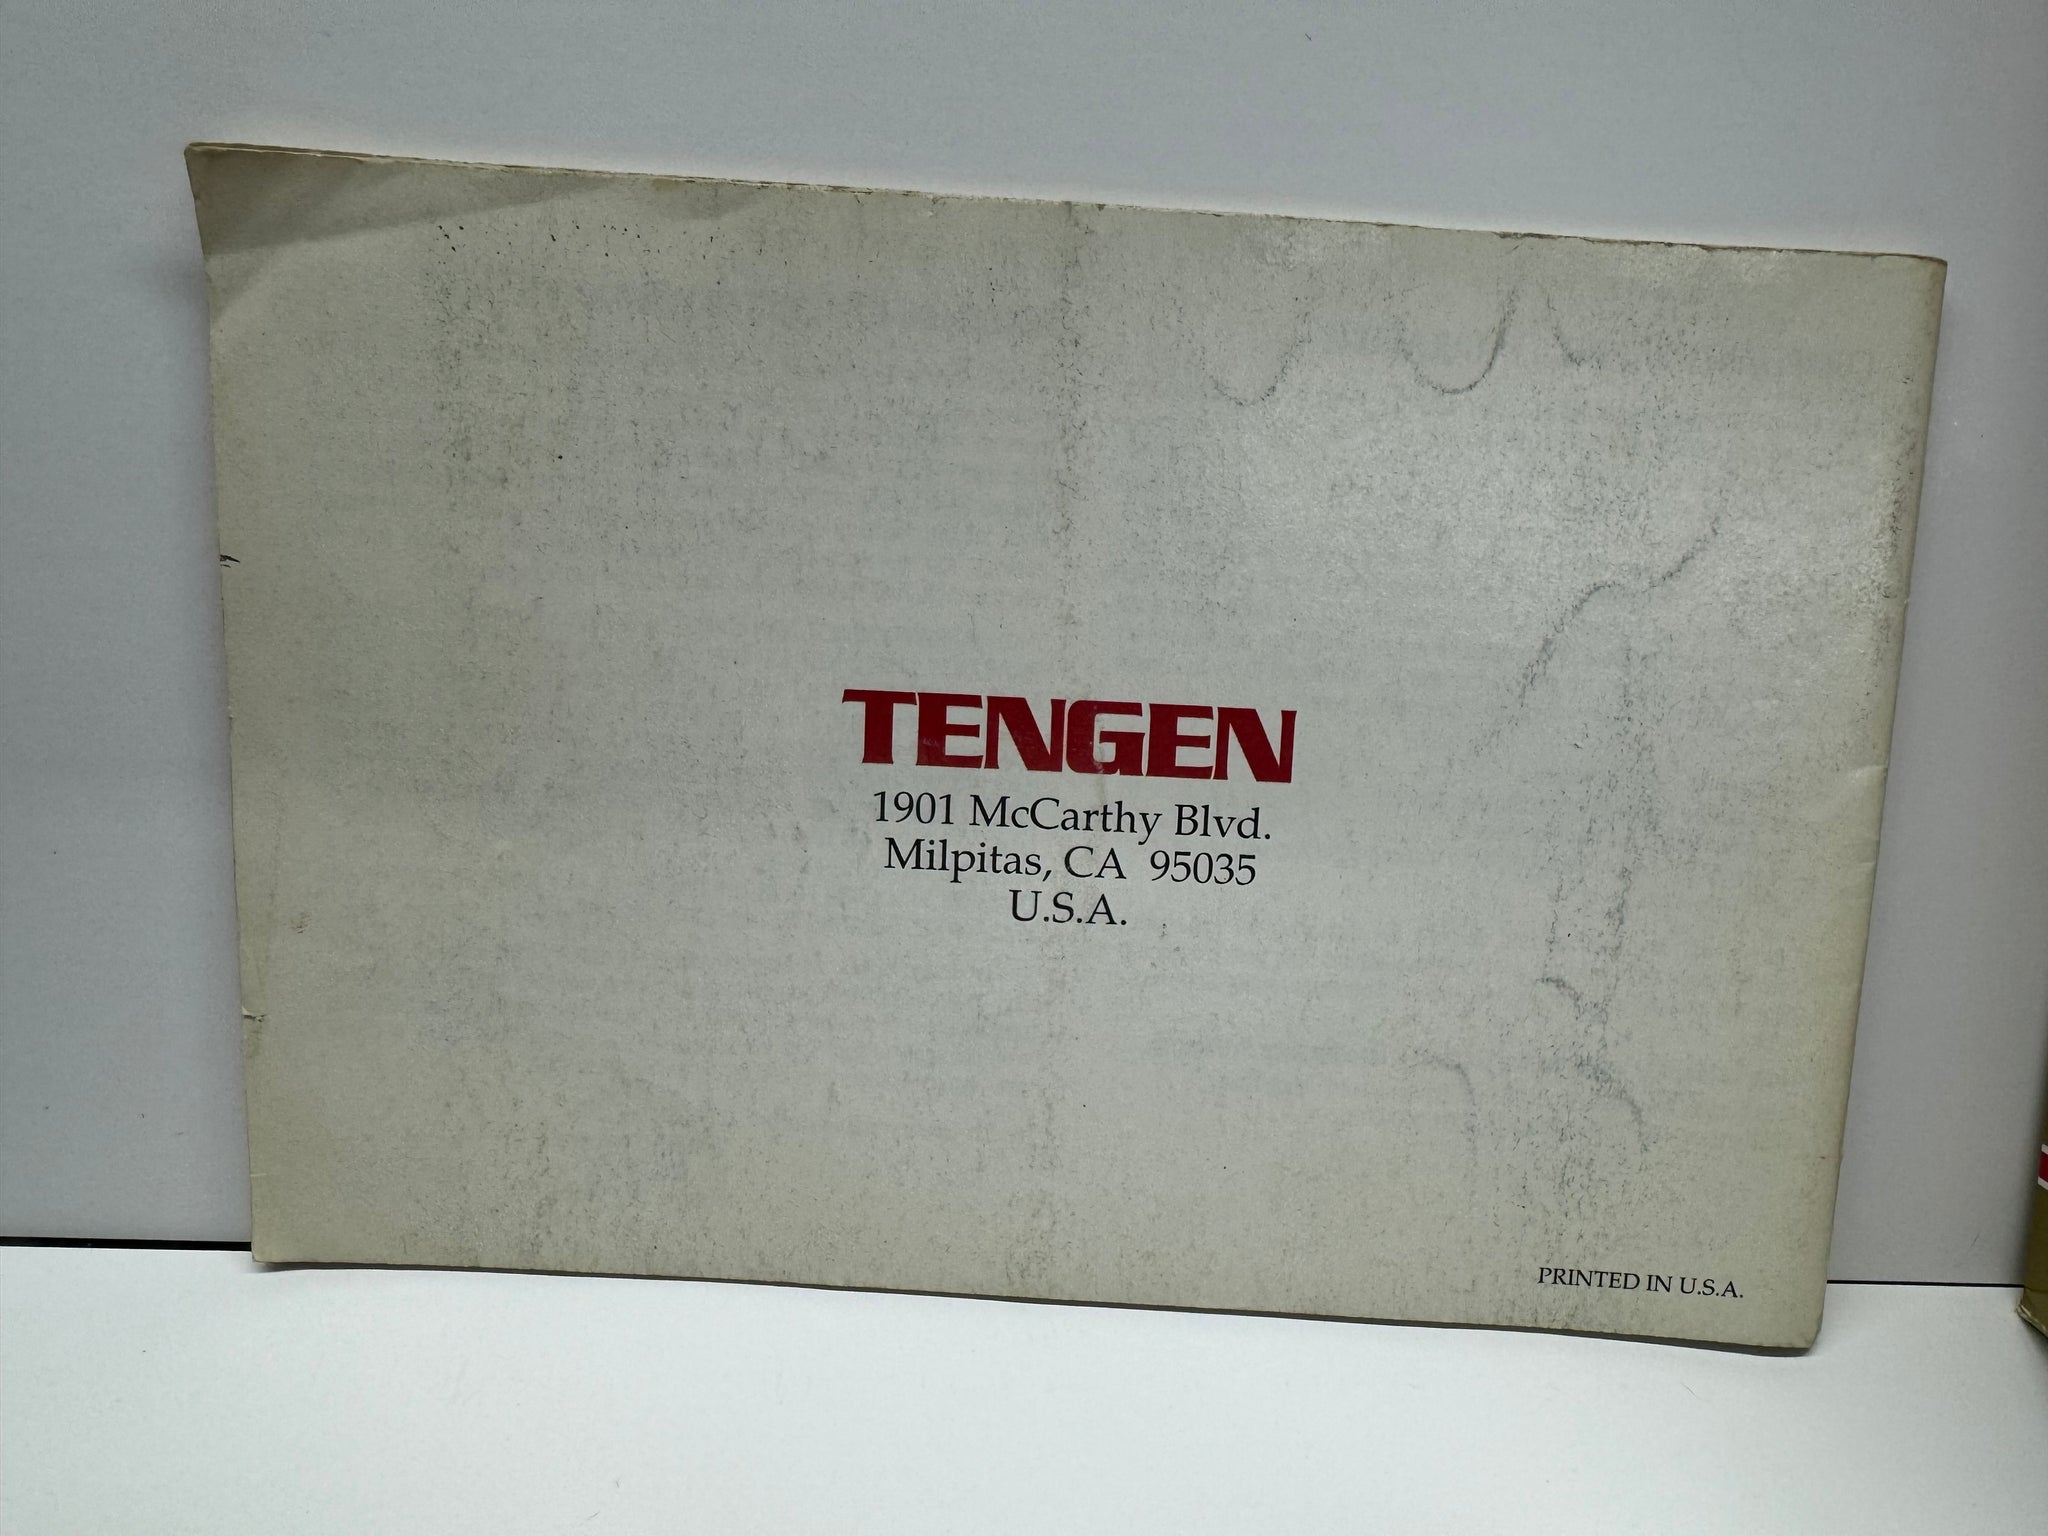 TENGEN
1901 McCarthy Blvd.
Milpitas, CA 95035
U.S.A.
PRINTED IN U.S.A.